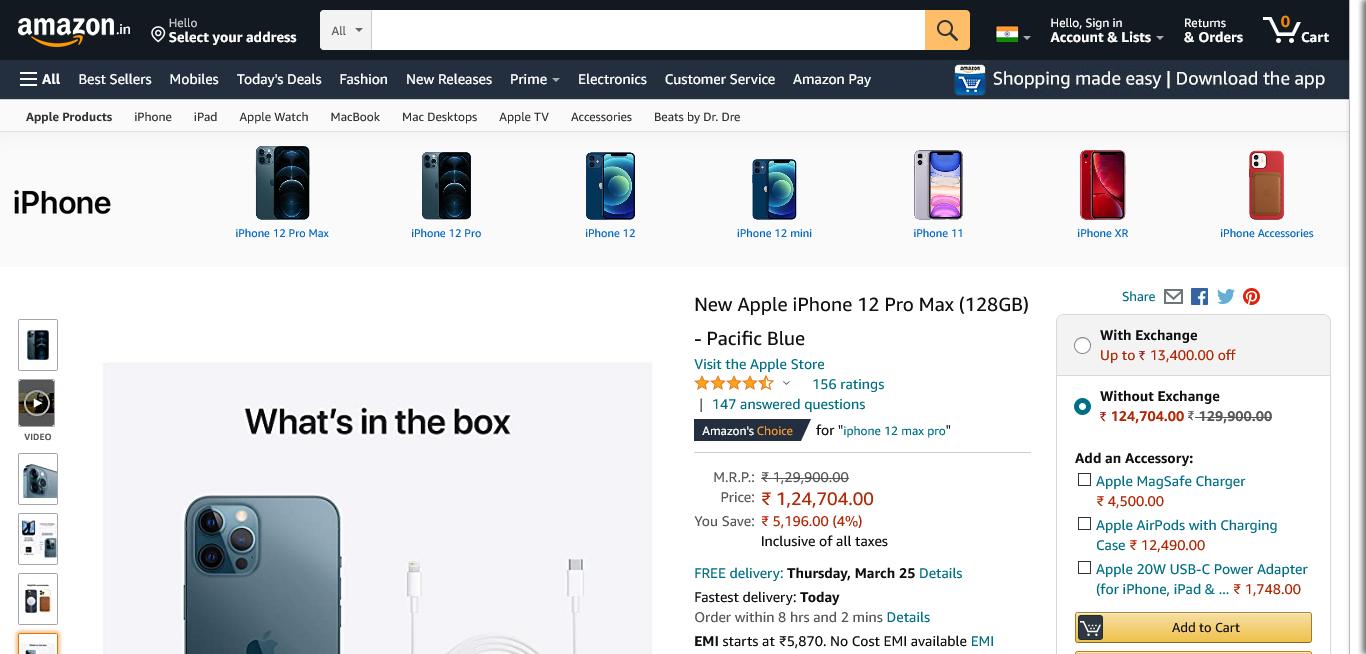 amazon.in
Hello
Select your address
All
Hello, Sign in
Account & Lists
Returns
& Orders
0
Cart
All
Best Sellers
Mobiles
Today's Deals
Fashion
New Releases
Prime
Electronics
Customer Service
Amazon Pay
amazon
Shopping made easy | Download the app
Apple Products
iPhone
iPad
Apple Watch
MacBook
Mac Desktops
Apple TV
Accessories
Beats by Dr. Dre
iPhone
iPhone 12 Pro Max
iPhone 12 Pro
iPhone 12
iPhone 12 mini
iPhone 11
iPhone XR
iPhone Accessories
VIDEO
What's in the box
New Apple iPhone 12 Pro Max (128GB)
- Pacific Blue
Visit the Apple Store
156 ratings
| 147 answered questions
Amazon's Choice for "iphone 12 max pro"
M.R.P.: ₹ 1,29,900.00
Price: ₹ 1,24,704.00
You Save: ₹ 5,196.00 (4%)
Inclusive of all taxes
FREE delivery: Thursday, March 25 Details
Fastest delivery: Today
Order within 8 hrs and 2 mins Details
EMI starts at ₹5,870. No Cost EMI available EMI
Share
With Exchange
Up to ₹ 13,400.00 off
Without Exchange
₹ 124,704.00 ₹ 129,900.00
Add an Accessory:
Apple MagSafe Charger
₹ 4,500.00
Apple AirPods with Charging
Case ₹ 12,490.00
Apple 20W USB-C Power Adapter
(for iPhone, iPad & ... ₹ 1,748.00
Add to Cart